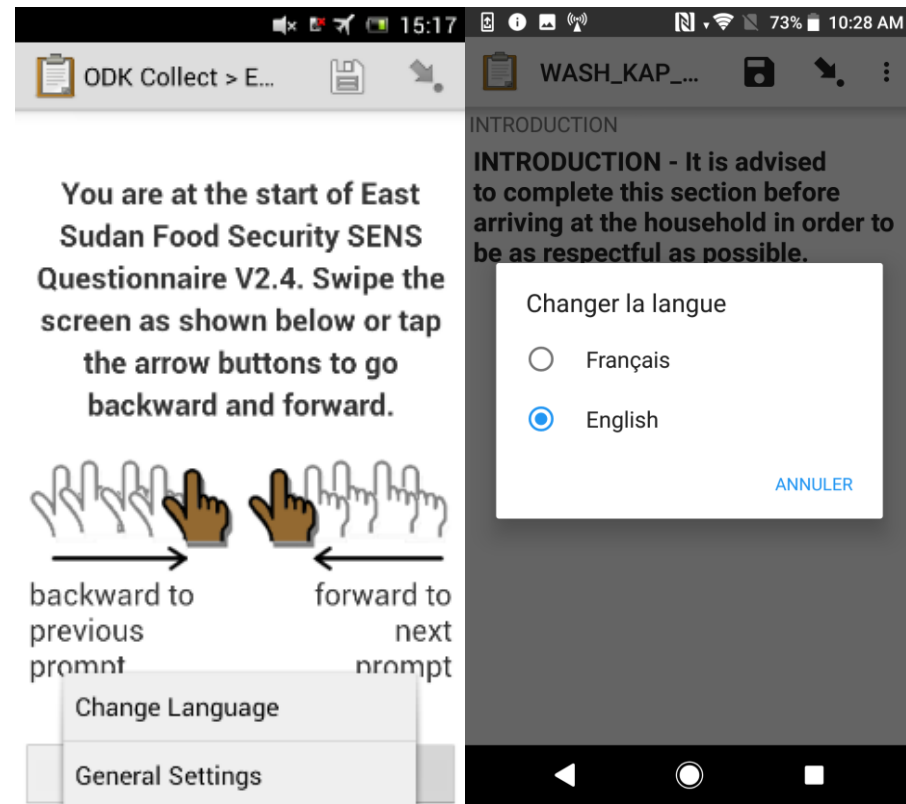 15:17
ODK Collect > E...
You are at the start of East
Sudan Food Security SENS
Questionnaire V2.4. Swipe the
screen as shown below or tap
the arrow buttons to go
backward and forward.
backward to
previous
prompt
forward to
next
prompt
Change Language
General Settings
73% 10:28 AM
WASH_KAP_...
INTRODUCTION
INTRODUCTION - It is advised
to complete this section before
arriving at the household in order to
be as respectful as possible.
Changer la langue
Français
English
ANNULER